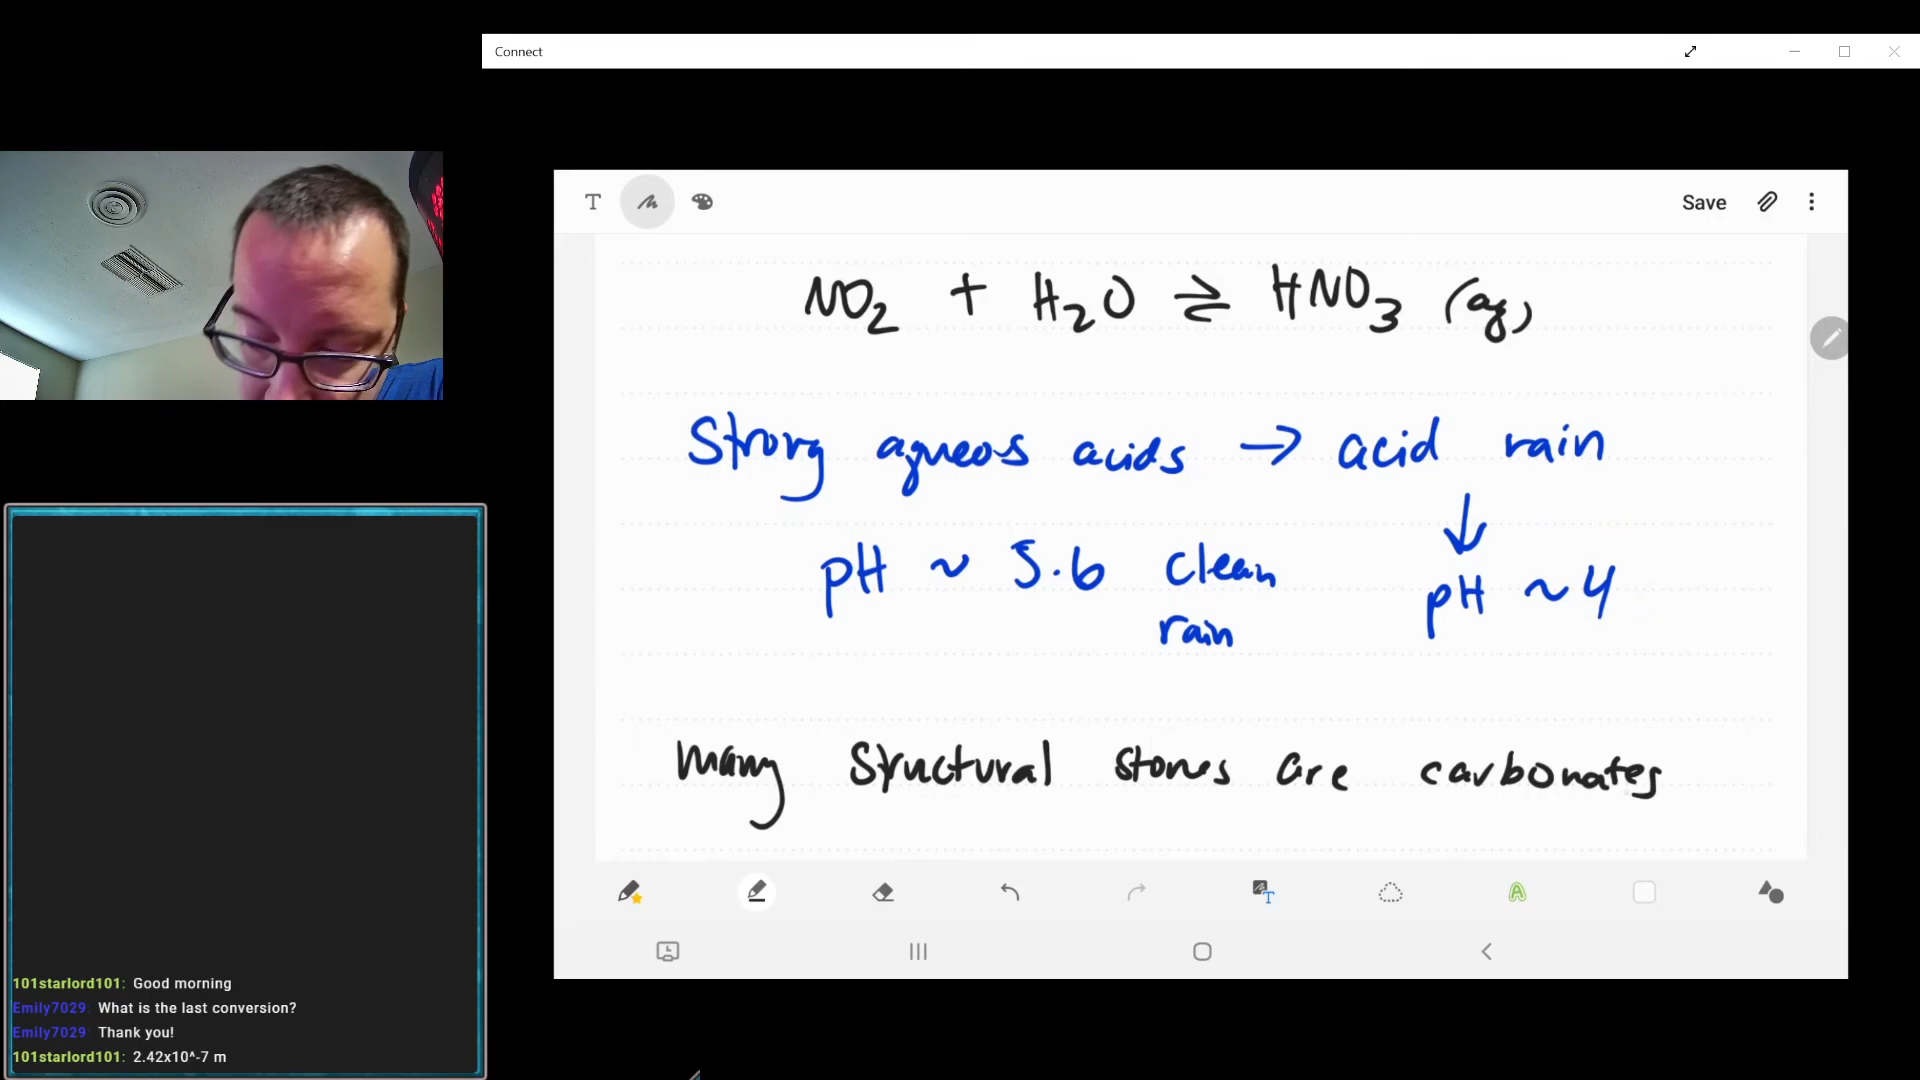 Connect
T
Save
NO2 + H2O ⇌ HNO3 (aq)
Strong aqueos acids → acid rain
↓
pH ~ 5.6 clean rain
pH ~4
Many Structural stones are carbonates
T
A
101starlord101: Good morning
Emily7029: What is the last conversion?
Emily7029: Thank you!
101starlord101: 2.42x10^-7 m